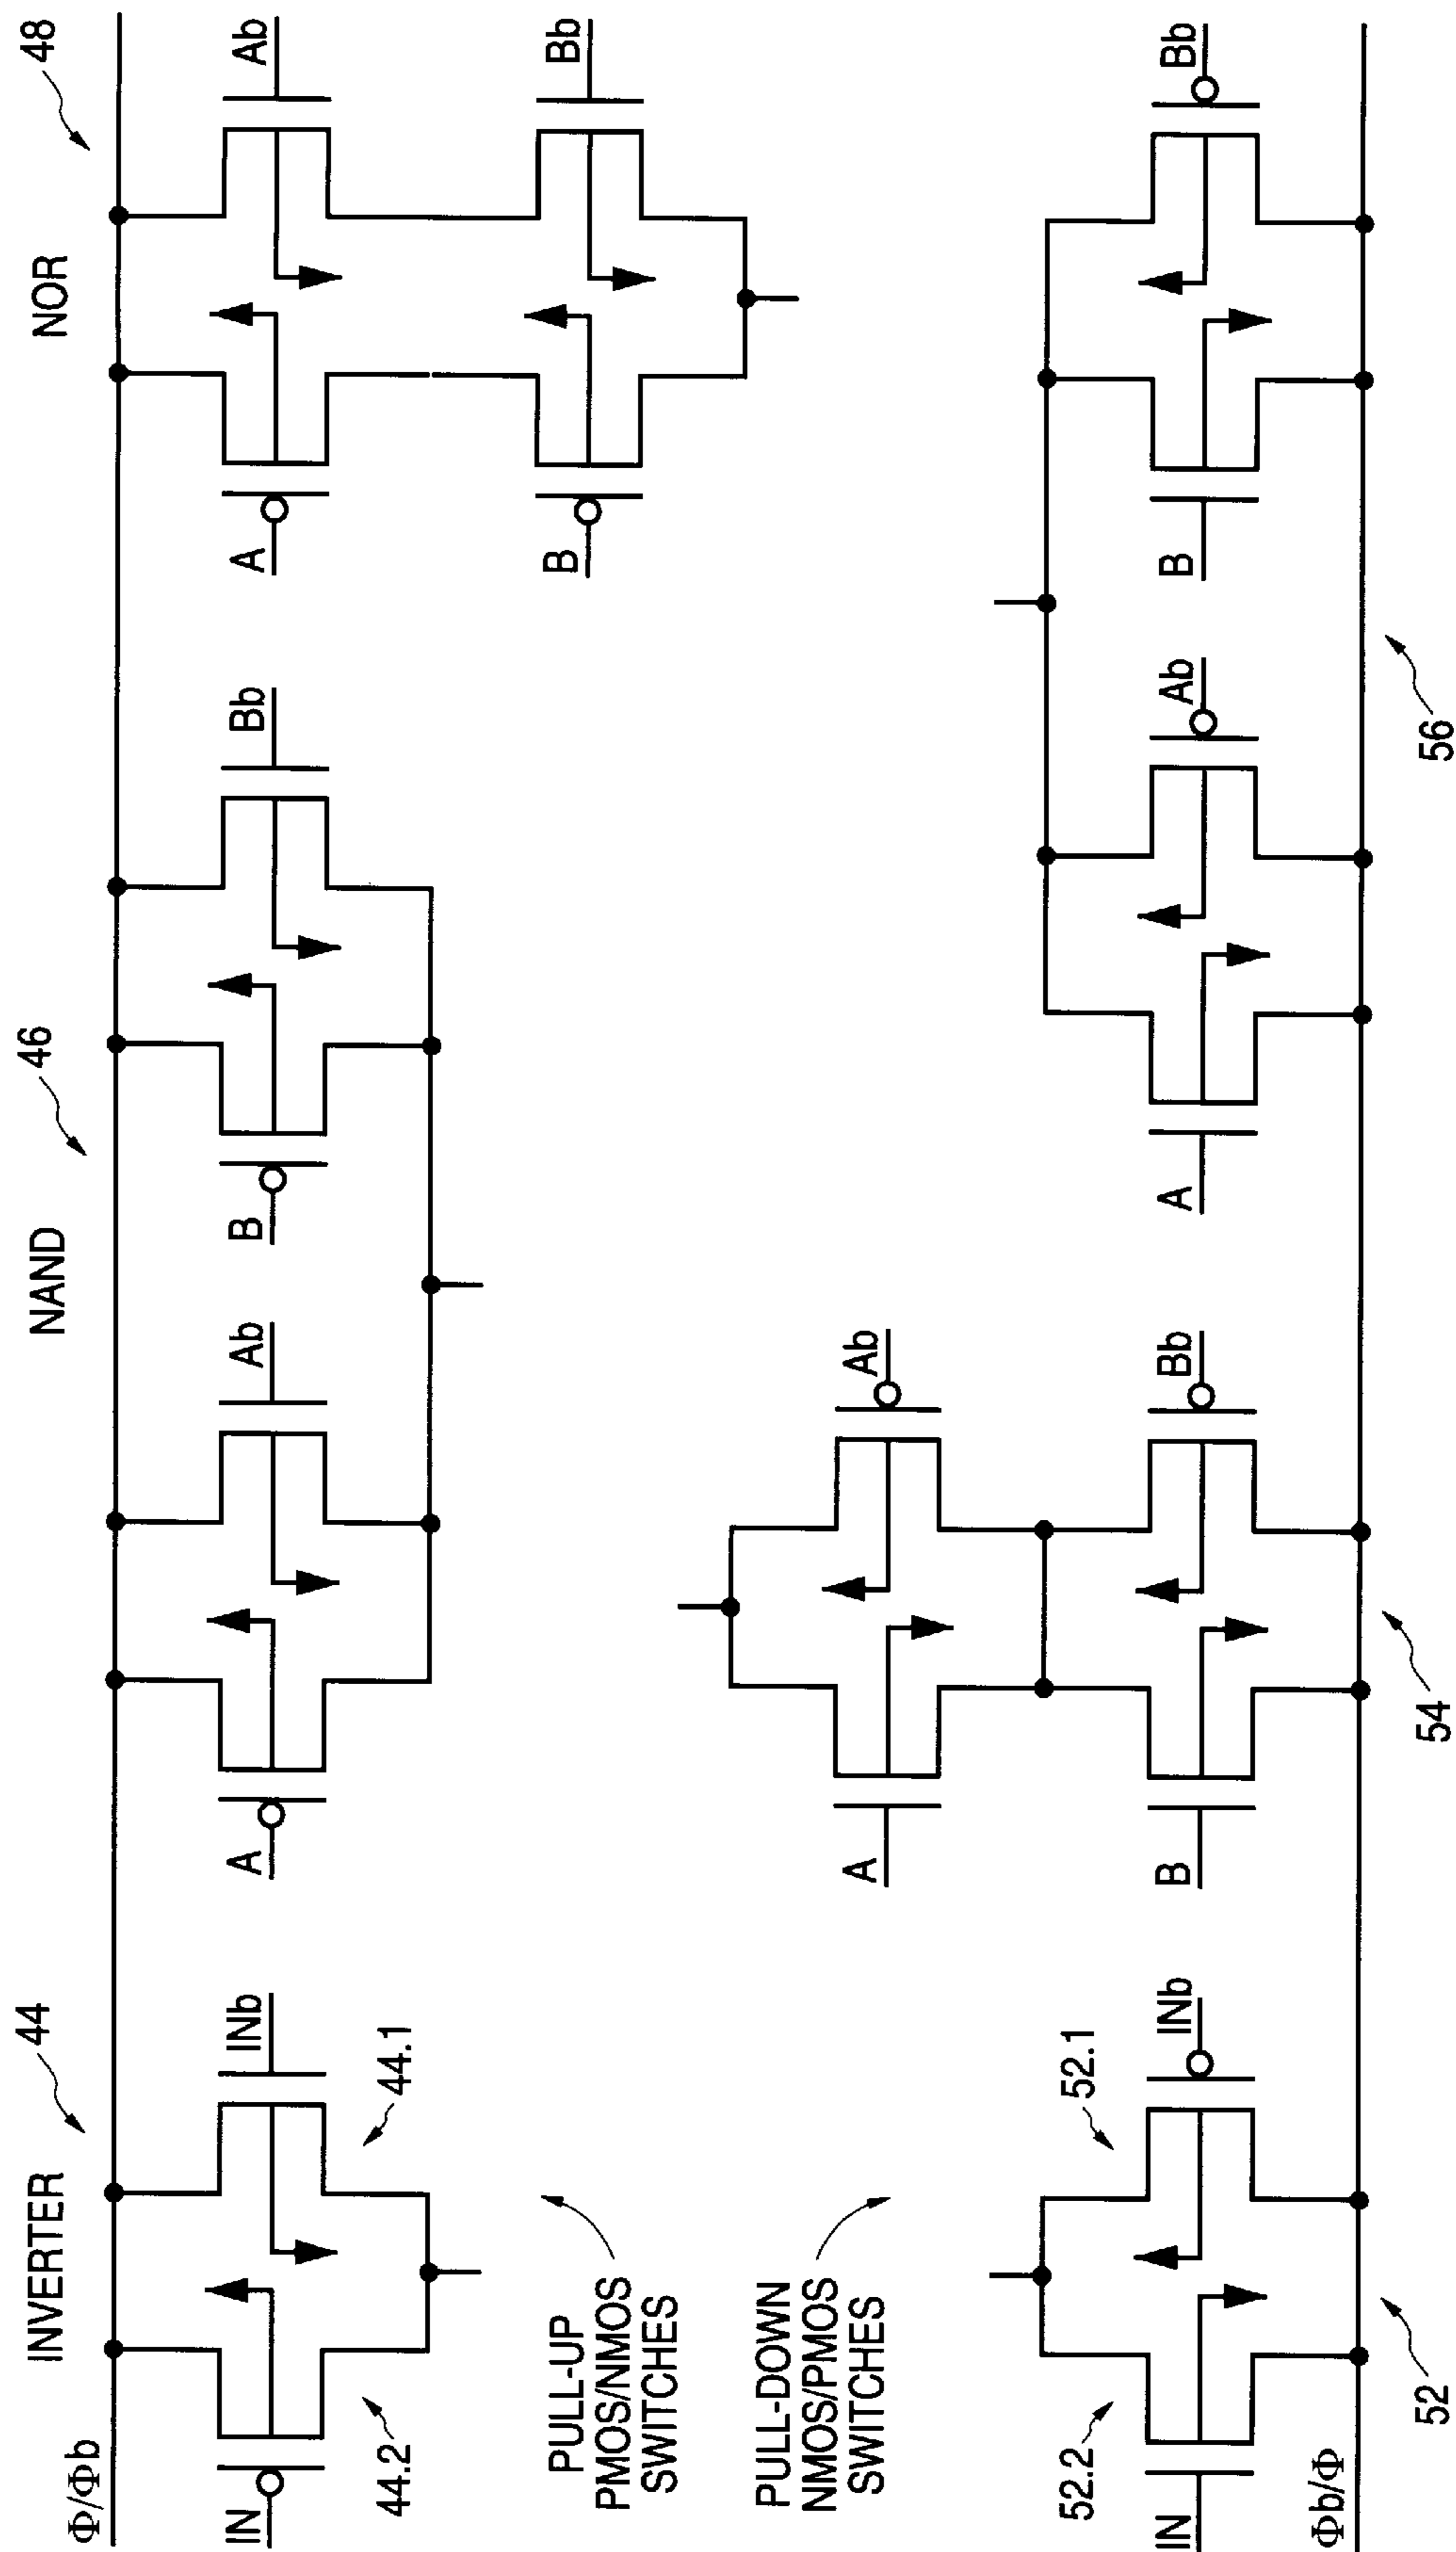 INVERTER
44
NAND
46
NOR
48
Φ/Φb
IN
INb
A
Ab
B
Bb
A
Ab
44.2
44.1
B
Bb
PULL-UP
PMOS/NMOS
SWITCHES
PULL-DOWN
NMOS/PMOS
SWITCHES
A
Ab
52.2
52.1
IN
INb
B
Bb
A
Ab
B
Bb
Φb/Φ
52
54
56